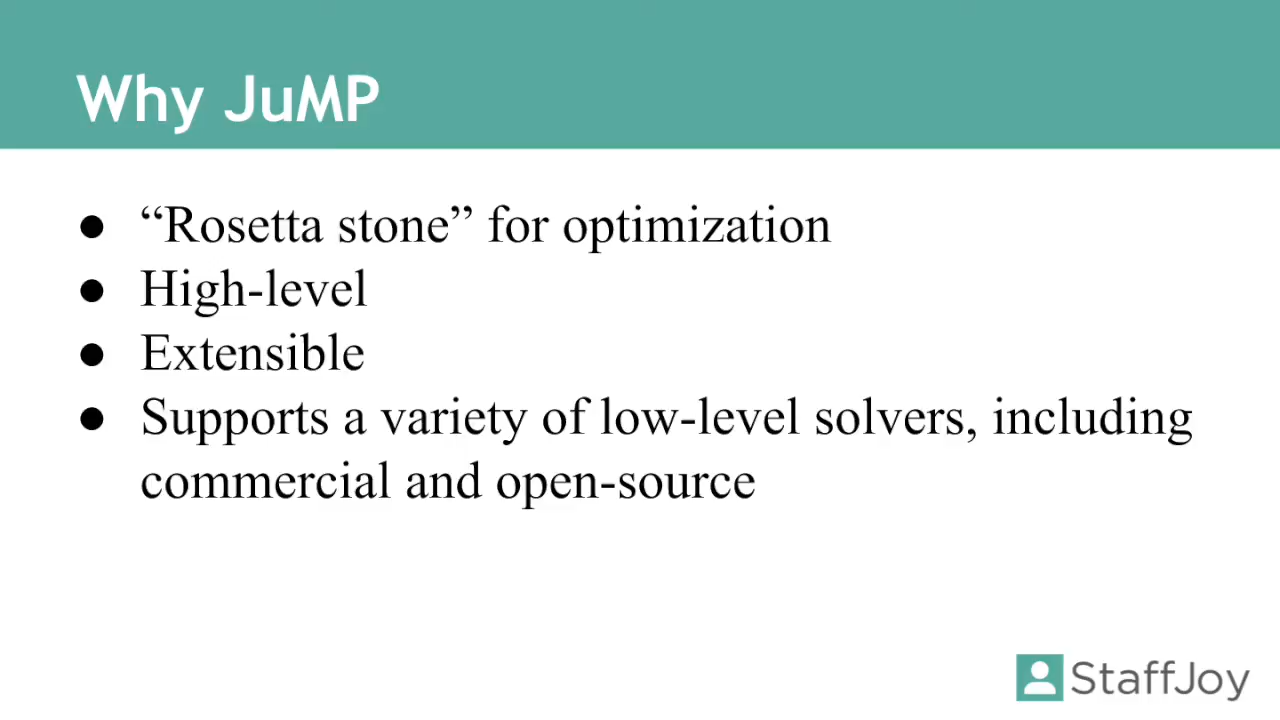 Why JuMP
● “Rosetta stone” for optimization
● High-level
● Extensible
● Supports a variety of low-level solvers, including
commercial and open-source
StaffJoy